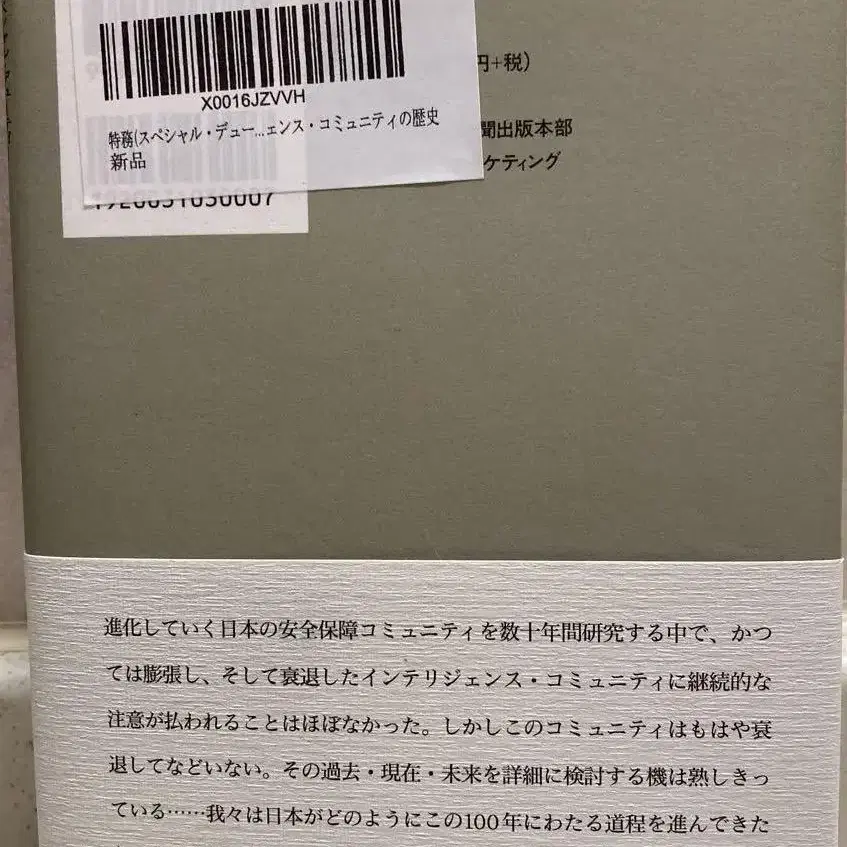 X0016JZVVH
特務(スペシャル・デュー...ェンス・コミュニティの歴史
新品
円+税）
聞出版本部
ケティング
1920031030007
進化していく日本の安全保障コミュニティを数十年間研究する中で、かつ
ては膨張し、そして衰退したインテリジェンス・コミュニティに継続的な
注意が払われることはほぼなかった。しかしこのコミュニティはもはや衰
退してなどいない。その過去・現在・未来を詳細に検討する機は熟しきっ
ている……我々は日本がどのようにこの100年にわたる道程を進んできた